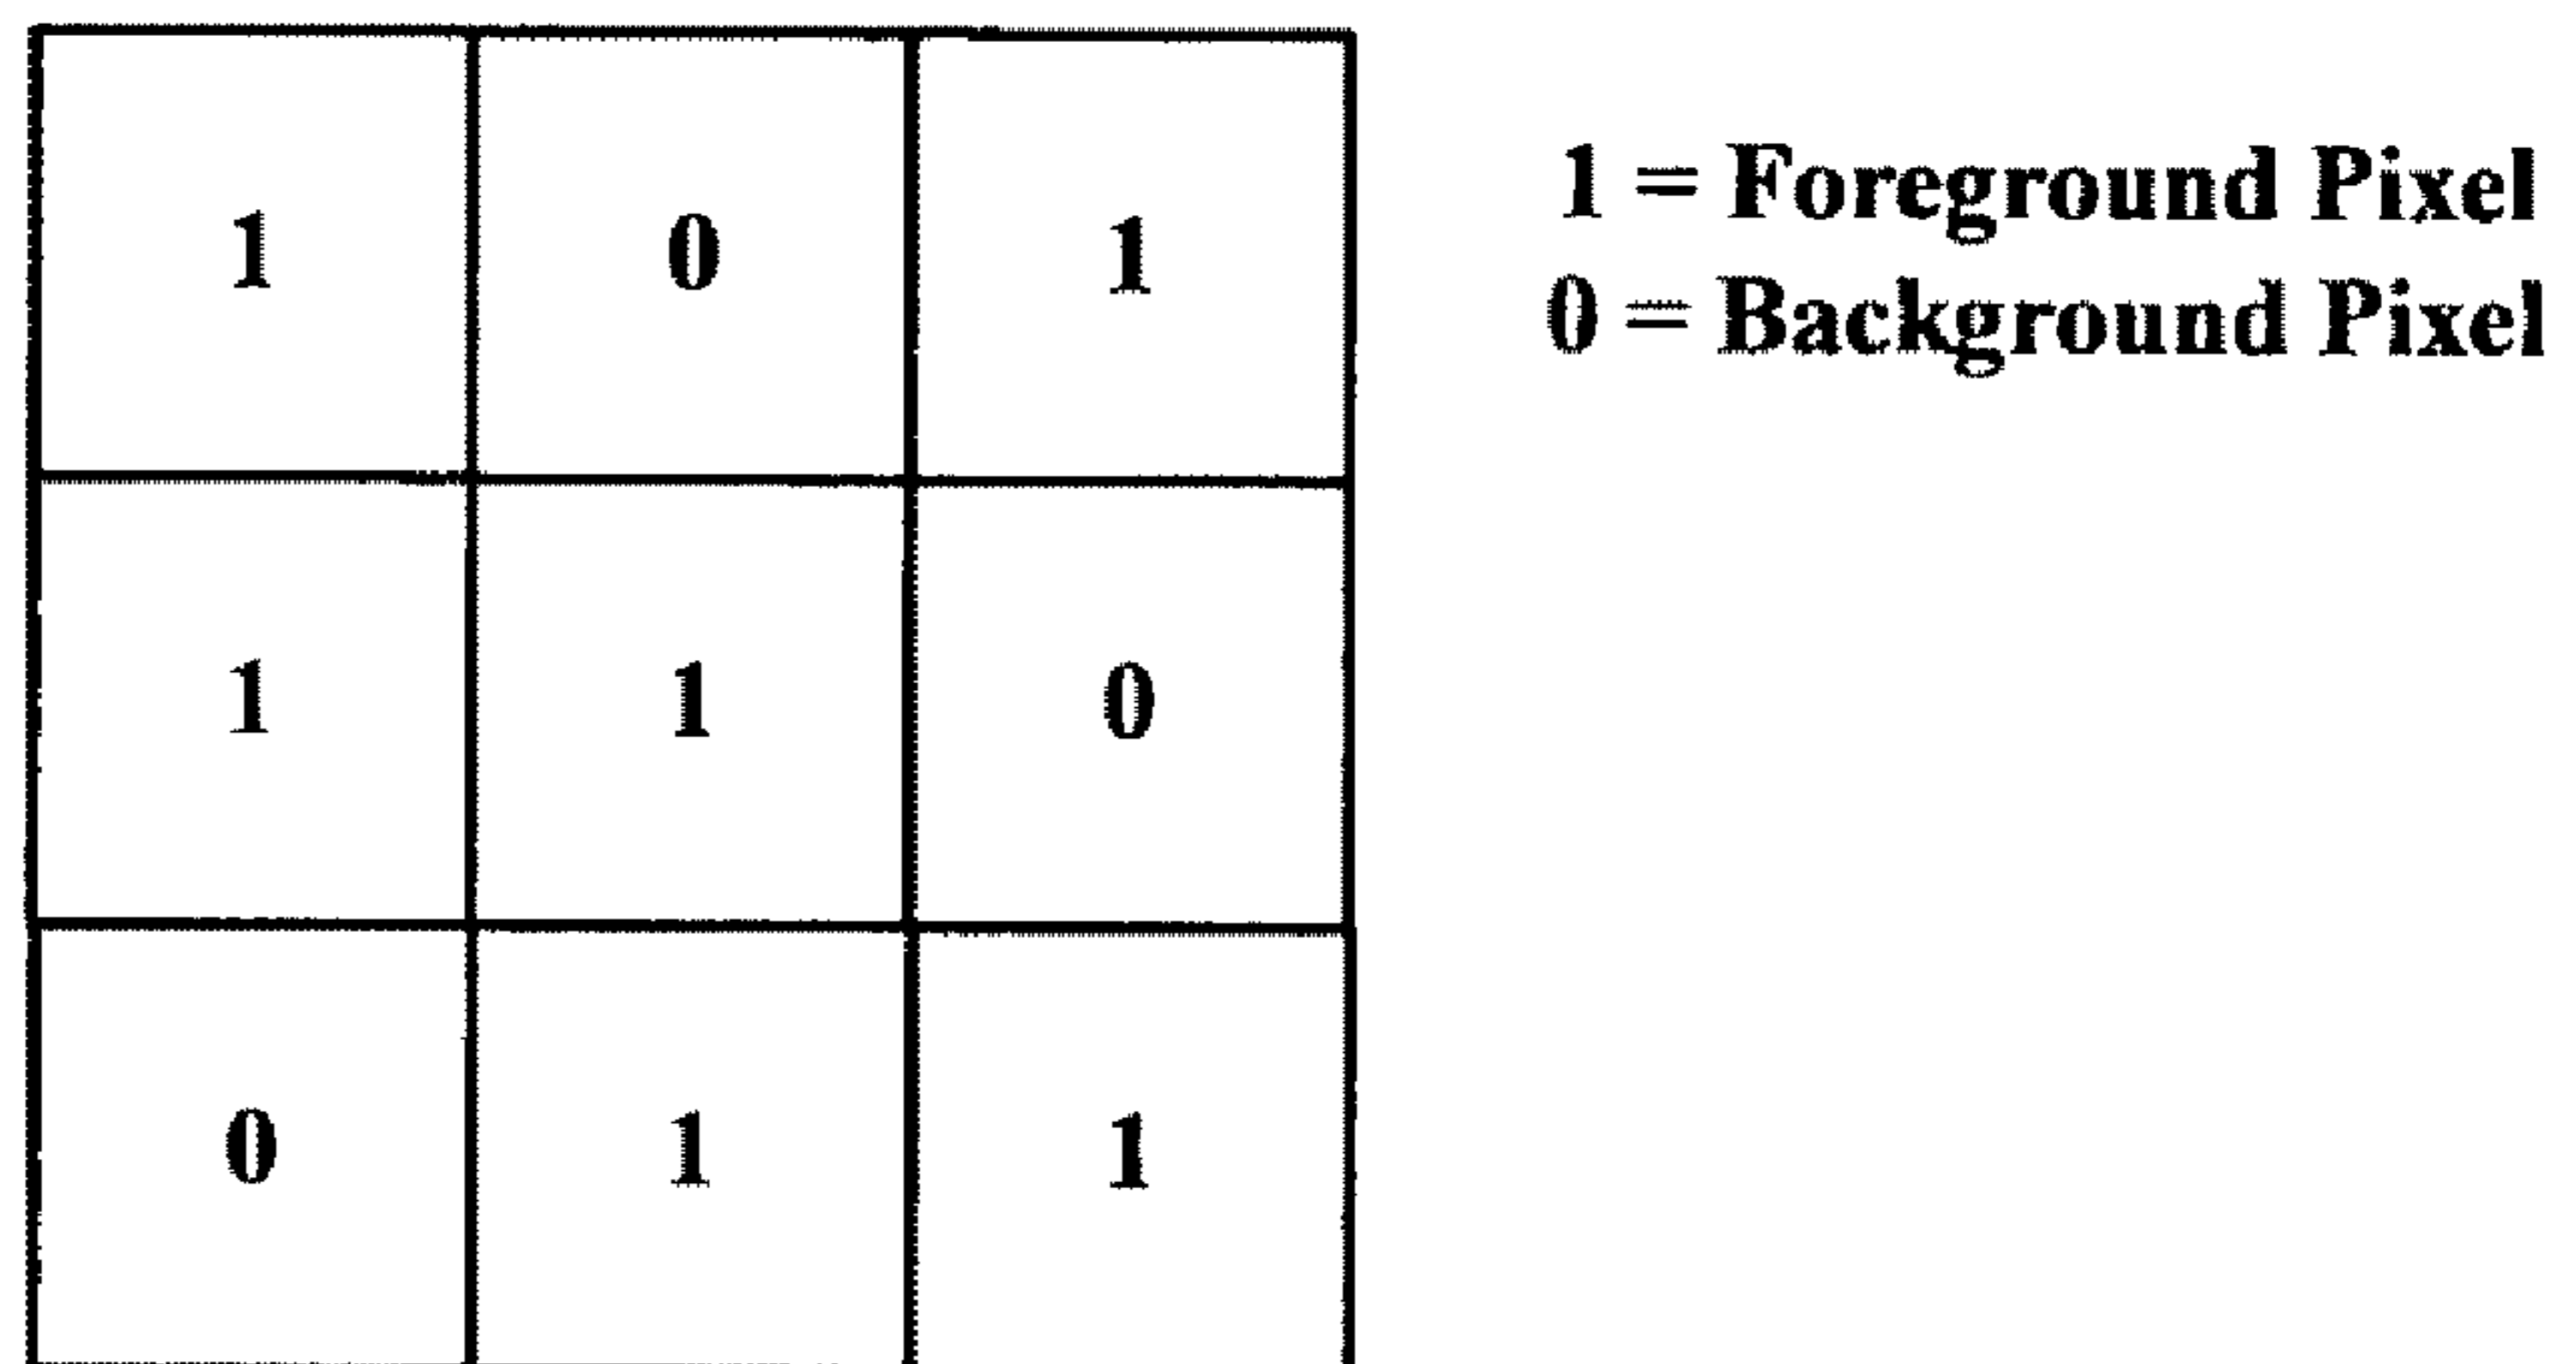 1 0 1
1 = Foreground Pixel
0 = Background Pixel
1 1 0
0 1 1